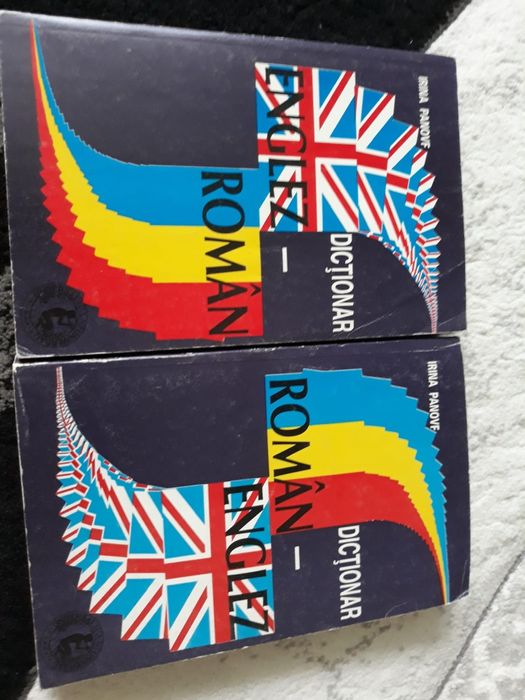 IRINA PANOVF
DICȚIONAR
ENGLEZ –
ROMÂN
IRINA PANOVF
DICȚIONAR
ROMÂN –
ENGLEZ